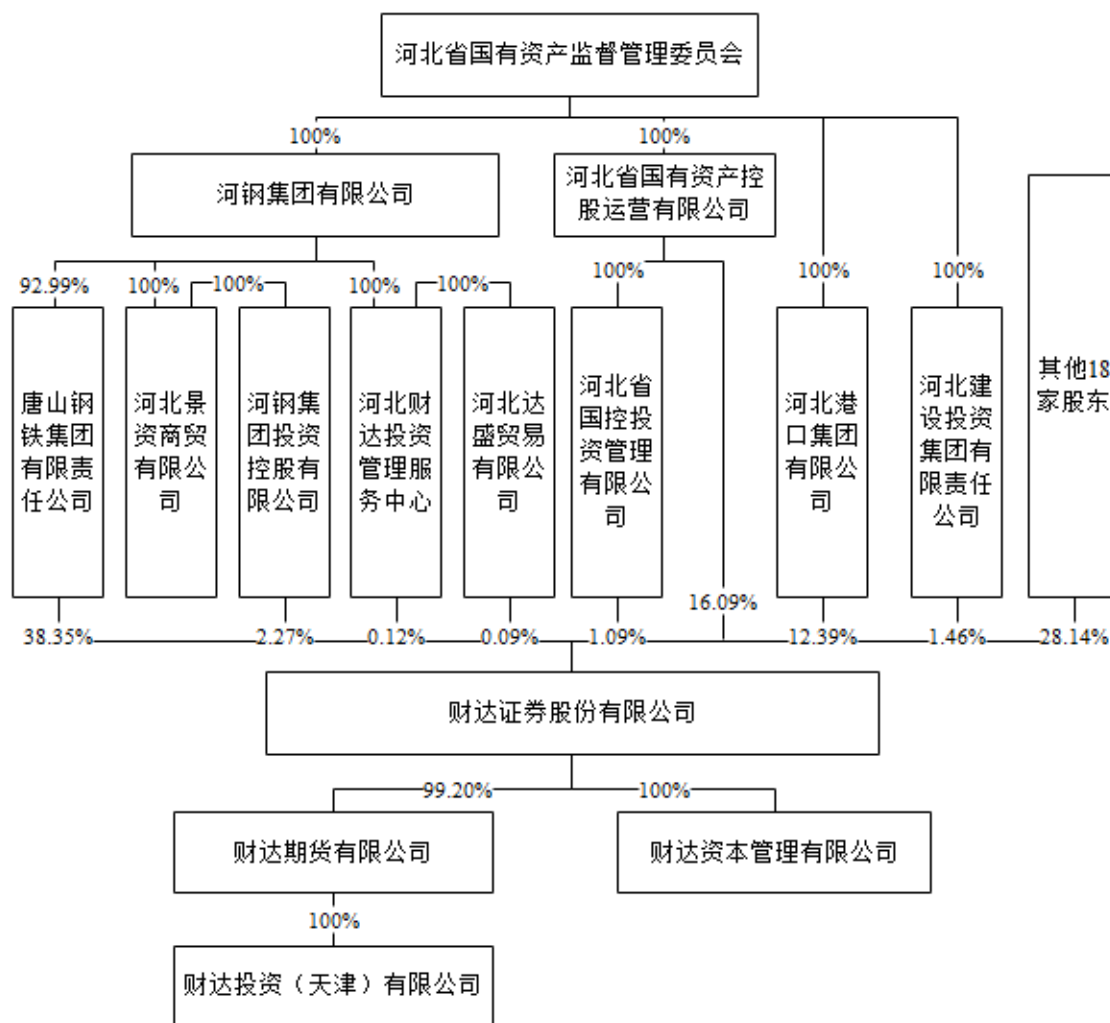 河北省国有资产监督管理委员会
100%
100%
河钢集团有限公司
河北省国有资产控
股运营有限公司
92.99%
100%
100%
100%
100%
100%
100%
100%
唐山钢
铁集团
有限责
任公司
河北景
资商贸
有限公
司
河钢集
团投资
控股有
限公司
河北财
达投资
管理服
务中心
河北达
盛贸易
有限公
司
河北省
国控投
资管理
有限公
司
河北港
口集团
有限公
司
河北建
设投资
集团有
限责任
公司
其他18
家股东
16.09%
38.35%
2.27%
0.12%
0.09%
1.09%
12.39%
1.46%
28.14%
财达证券股份有限公司
99.20%
100%
财达期货有限公司
财达资本管理有限公司
100%
财达投资（天津）有限公司